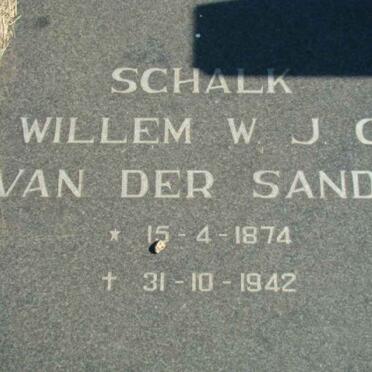 SCHALK
WILLEM W J C
VAN DER SAND
* 15-4-1874
† 31-10-1942